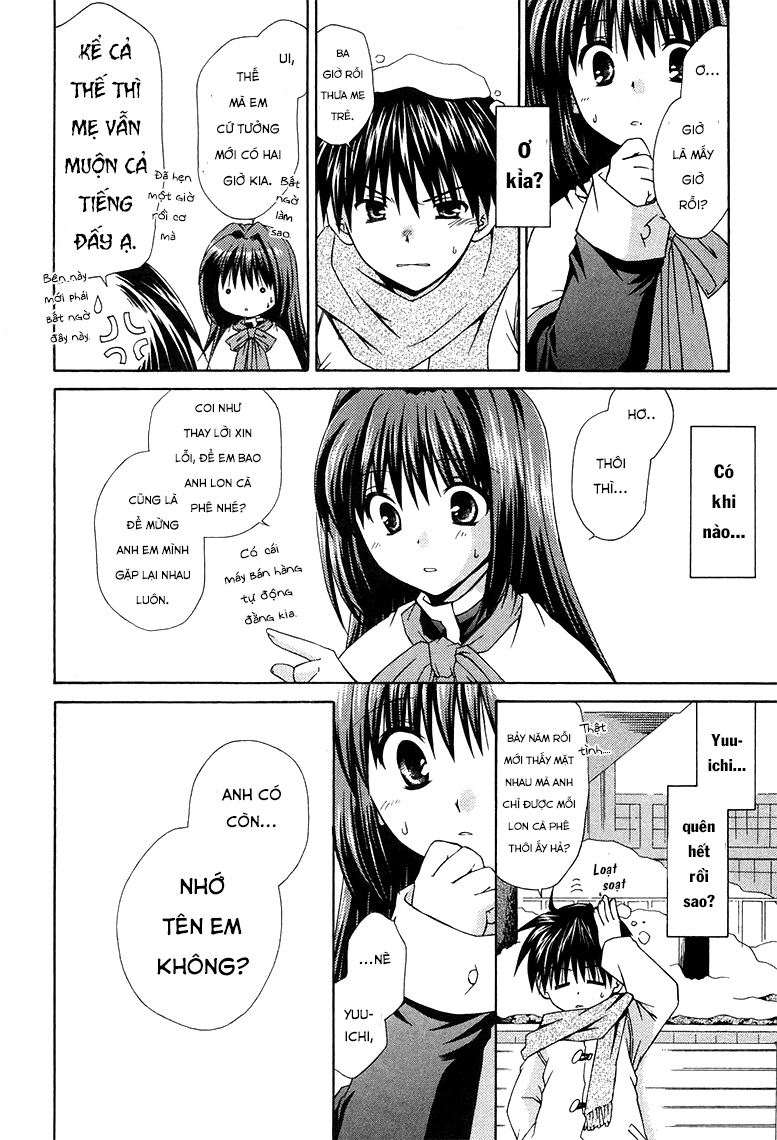 Ơ...
GIỜ
LÀ MẤY
GIỜ
RỒI?
Ơ
kìa?
BA
GIỜ RỒI
THƯA MẸ
TRẺ.
UI,
THẾ
MÀ EM
CỨ TƯỞNG
MỚI CÓ HAI
GIỜ KIA.
Bất
ngờ
làm
sao.
KỂ CẢ
THẾ THÌ
MẸ VẪN
MUỘN CẢ
TIẾNG
ĐẤY Ạ.
Đã hẹn
một giờ
rồi cơ
mà
Bên này
mới phải
bất ngờ
đây này.
Có
khi
nào...
HƠ..
THÔI
THÌ...
COI NHƯ
THAY LỜI XIN
LỖI, ĐỂ EM BAO
ANH LON CÀ
PHÊ NHÉ?
CŨNG LÀ
ĐỂ MỪNG
ANH EM MÌNH
GẶP LẠI NHAU
LUÔN.
Có cái
máy bán hàng
tự động
đằng kia.
Yuu-
ichi...
quên
hết
rồi
sao?
Thật
tình...
BẢY NĂM RỒI
MỚI THẤY MẶT
NHAU MÀ ANH
CHỈ ĐƯỢC MỖI
LON CÀ PHÊ
THÔI ẤY HẢ?
Loạt
soạt
...NÈ
YUU-
ICHI,
ANH CÓ
CÒN...
NHỚ
TÊN EM
KHÔNG?